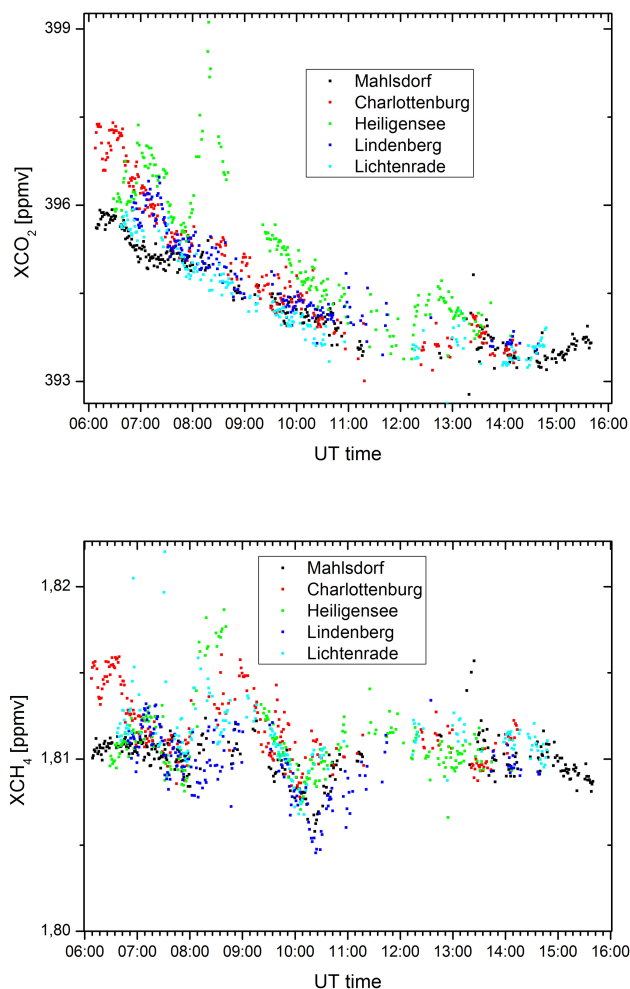 399
396
393
XCO2 [ppmv]
Mahlsdorf
Charlottenburg
Heiligensee
Lindenberg
Lichtenrade
06:00 07:00 08:00 09:00 10:00 11:00 12:00 13:00 14:00 15:00 16:00
UT time
1,82
1,81
1,80
XCH4 [ppmv]
Mahlsdorf
Charlottenburg
Heiligensee
Lindenberg
Lichtenrade
06:00 07:00 08:00 09:00 10:00 11:00 12:00 13:00 14:00 15:00 16:00
UT time